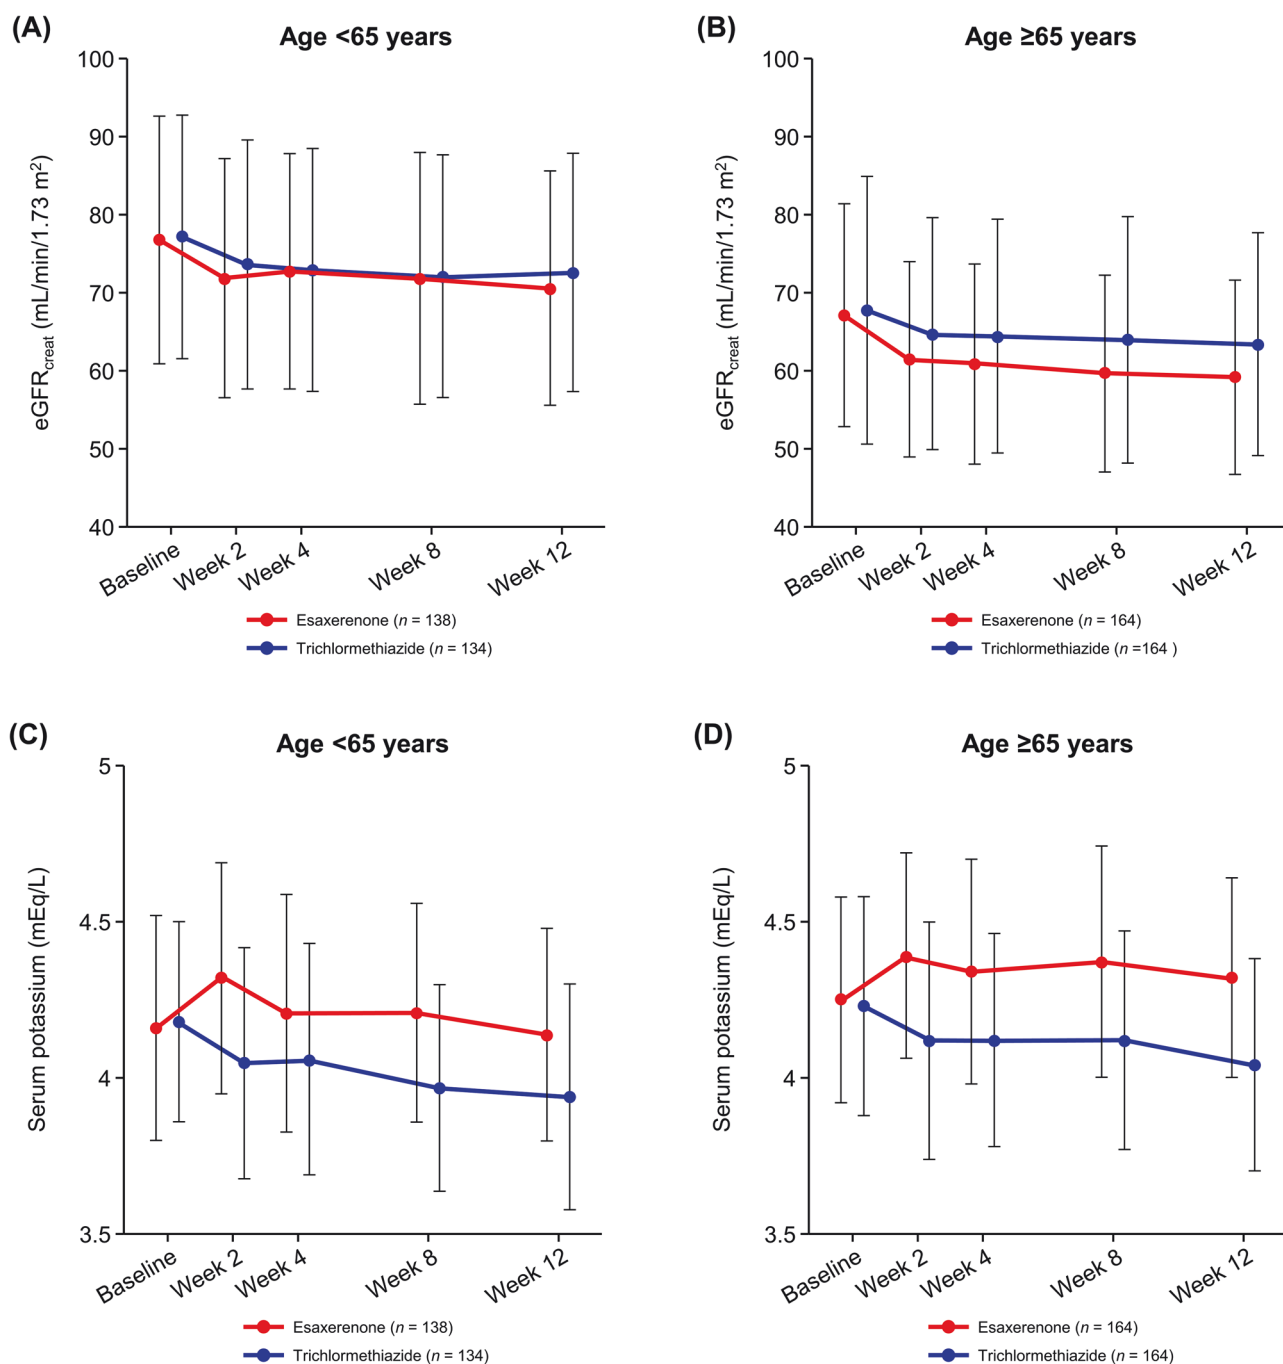 (A)
Age <65 years
eGFRcreat (mL/min/1.73 m2)
100
90
80
70
60
50
40
Baseline
Week 2
Week 4
Week 8
Week 12
Esaxerenone (n = 138)
Trichlormethiazide (n = 134)
(B)
Age ≥65 years
eGFRcreat (mL/min/1.73 m2)
100
90
80
70
60
50
40
Baseline
Week 2
Week 4
Week 8
Week 12
Esaxerenone (n = 164)
Trichlormethiazide (n =164 )
(C)
Age <65 years
Serum potassium (mEq/L)
5
4.5
4
3.5
Baseline
Week 2
Week 4
Week 8
Week 12
Esaxerenone (n = 138)
Trichlormethiazide (n = 134)
(D)
Age ≥65 years
Serum potassium (mEq/L)
5
4.5
4
3.5
Baseline
Week 2
Week 4
Week 8
Week 12
Esaxerenone (n = 164)
Trichlormethiazide (n = 164)